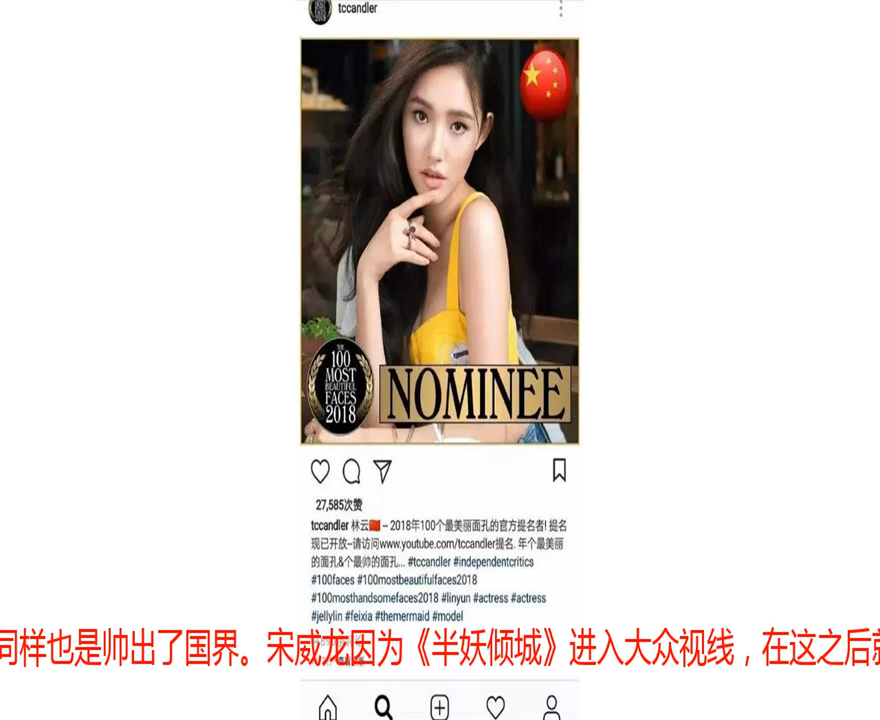 tccandler
THE
100
MOST
BEAUTIFUL
FACES
2018
NOMINEE
27,585次赞
tccandler 林云🇨🇳 – 2018年100个最美丽面孔的官方提名者! 提名
现已开放–请访问www.youtube.com/tccandler提名. 年个最美丽
的面孔&个最帅的面孔... #tccandler #independentcritics
#100faces #100mostbeautifulfaces2018
#100mosthandsomefaces2018 #linyun #actress #actress
#jellylin #feixia #themermaid #model
同样也是帅出了国界。宋威龙因为《半妖倾城》进入大众视线，在这之后就